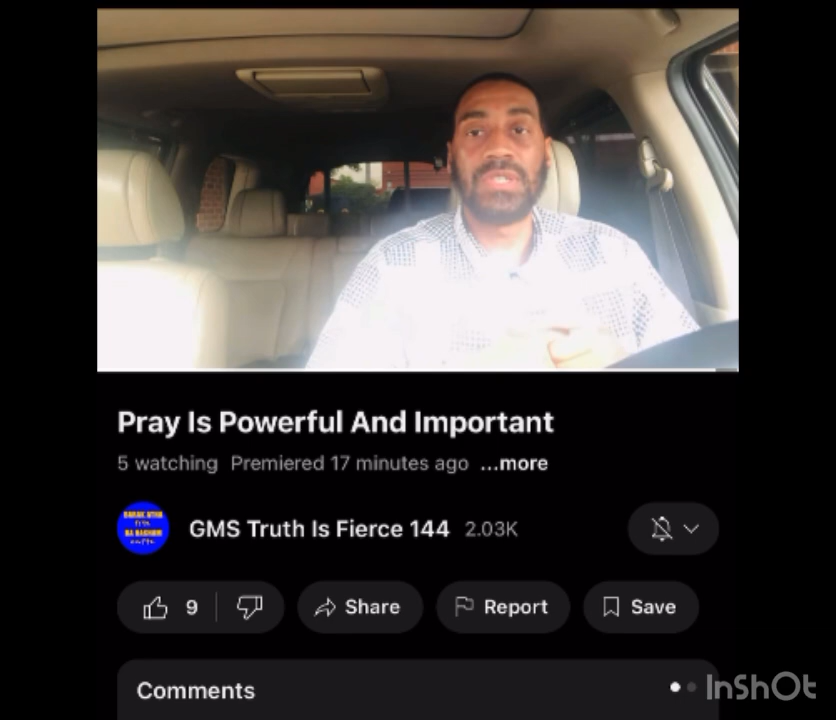 Pray Is Powerful And Important
5 watching Premiered 17 minutes ago ...more
GMS Truth Is Fierce 144 2.03K
9 Share Report Save
Comments
InShOt